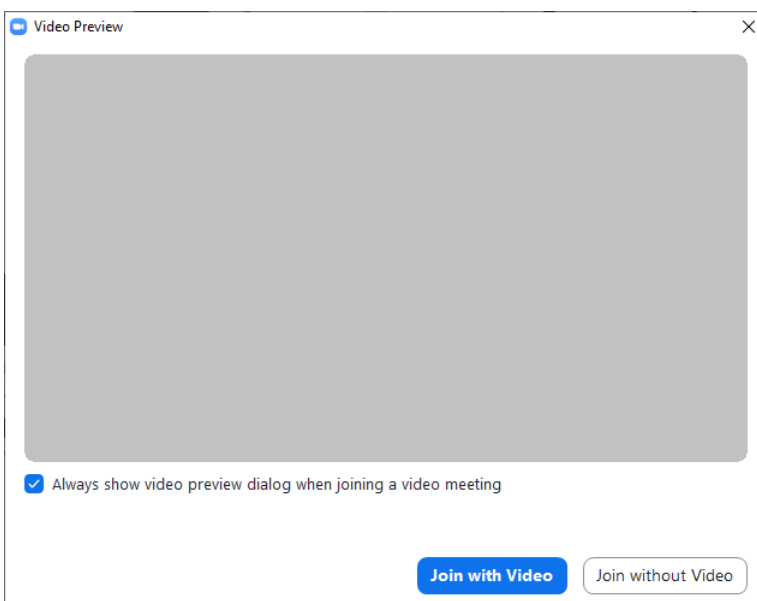 Video Preview
Always show video preview dialog when joining a video meeting
Join with Video
Join without Video